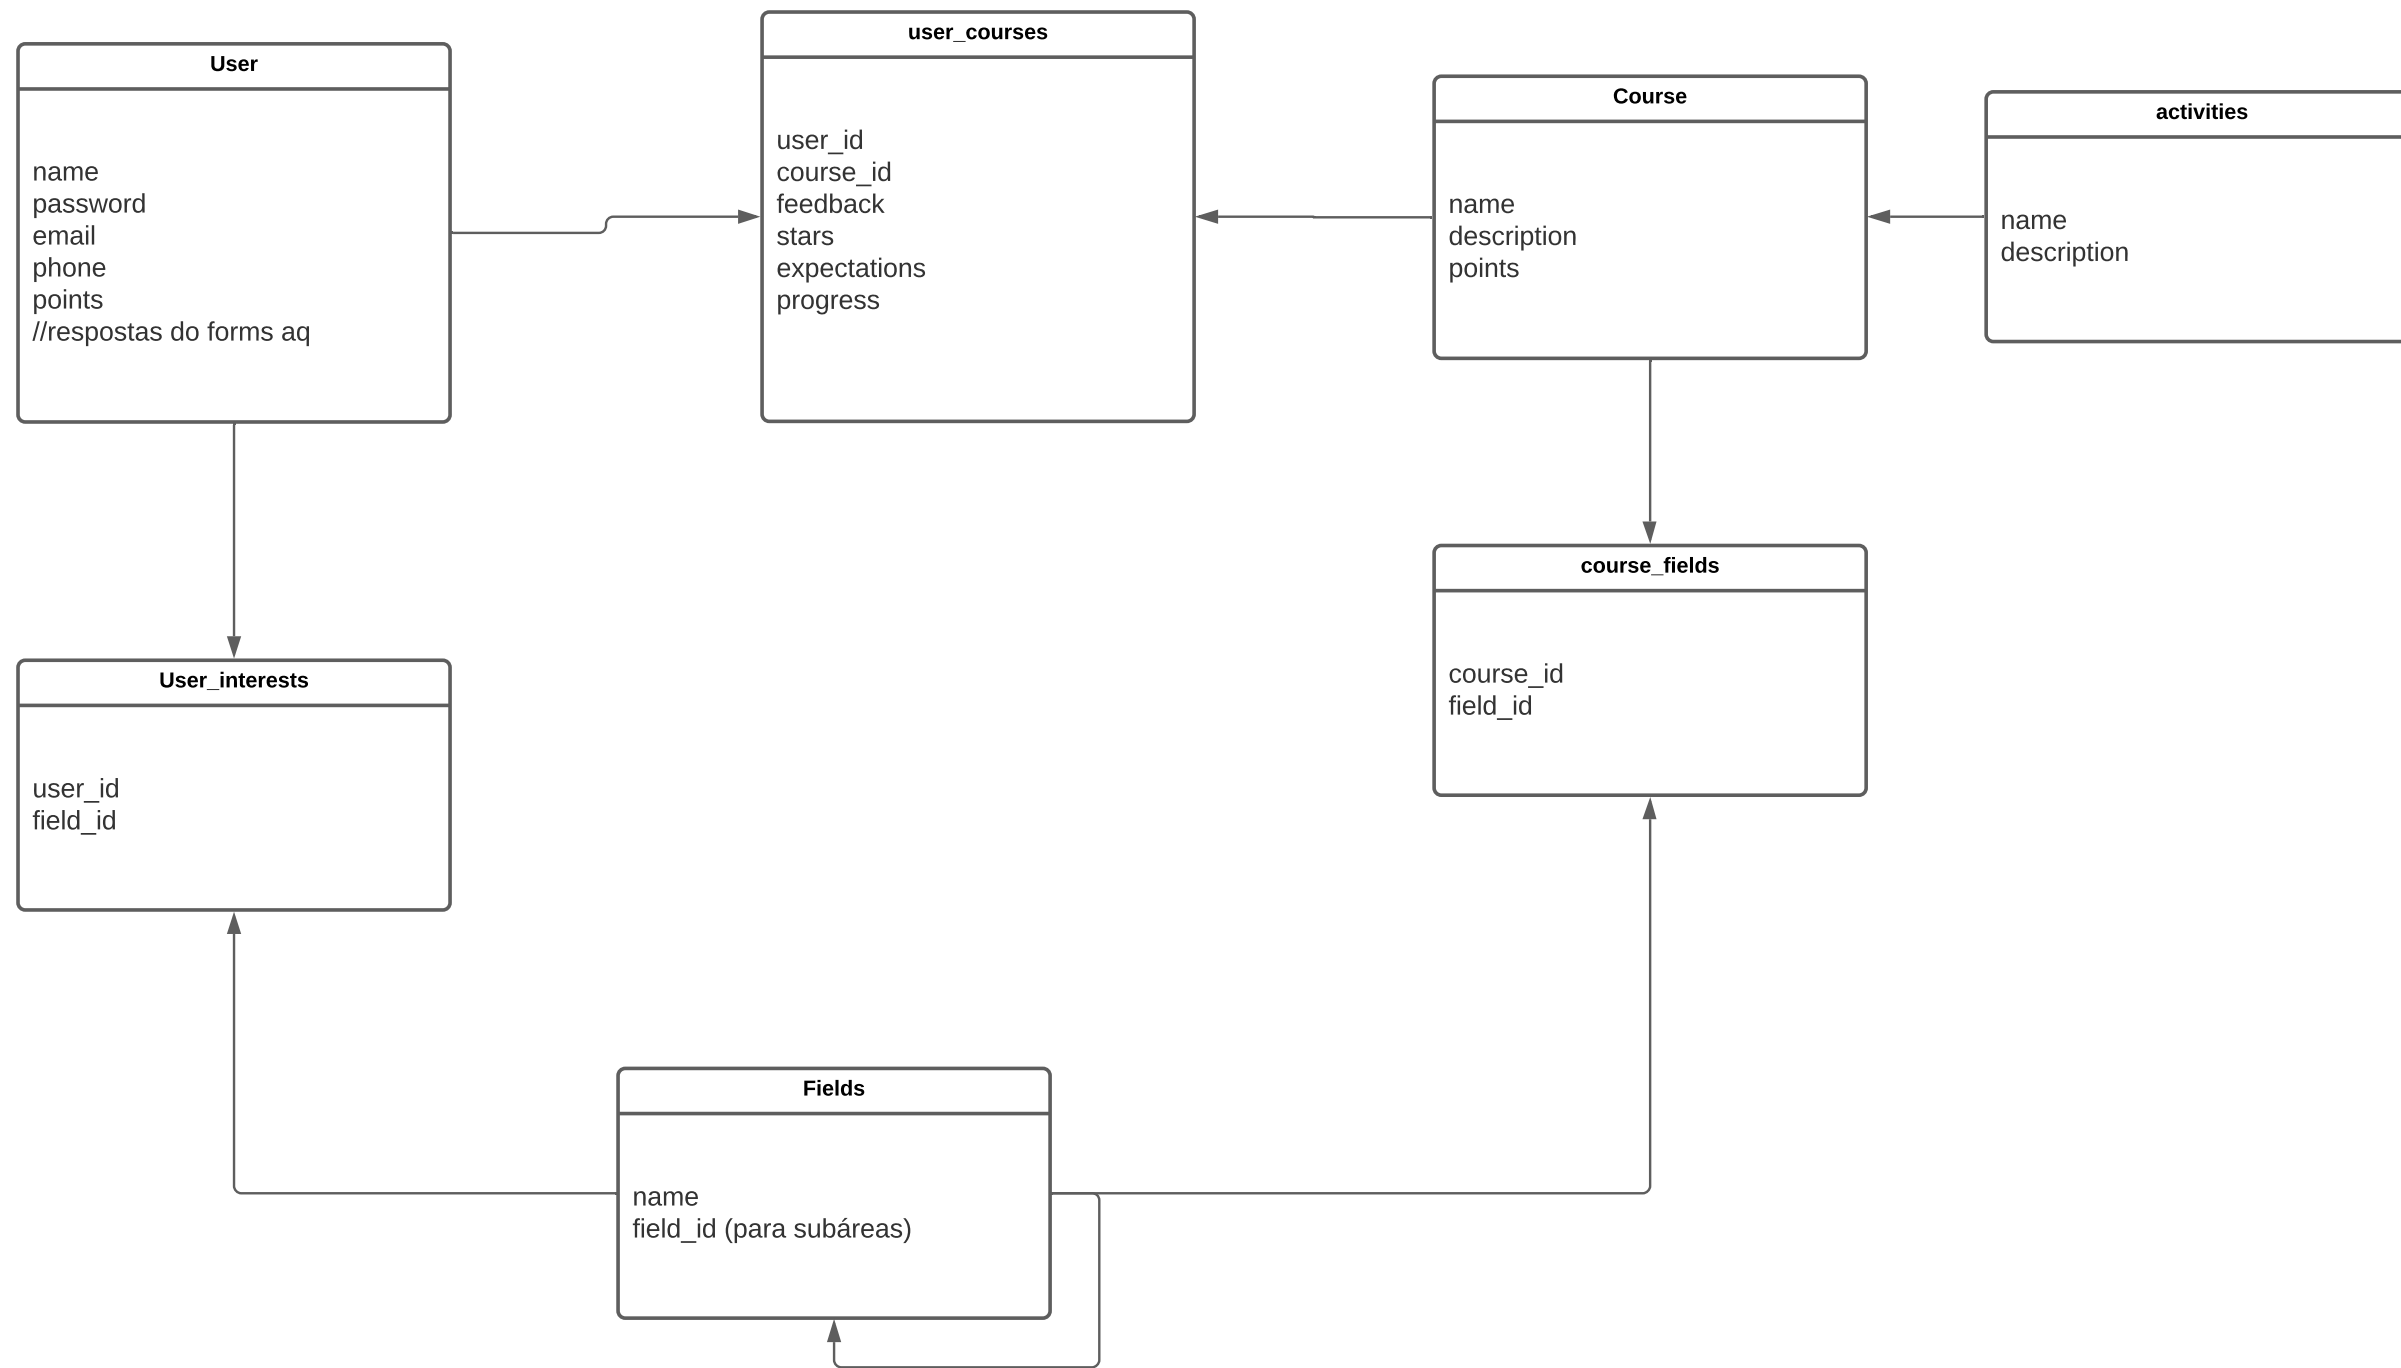 User
name
password
email
phone
points
//respostas do forms aq
user_courses
user_id
course_id
feedback
stars
expectations
progress
Course
name
description
points
activities
name
description
User_interests
user_id
field_id
course_fields
course_id
field_id
Fields
name
field_id (para subáreas)